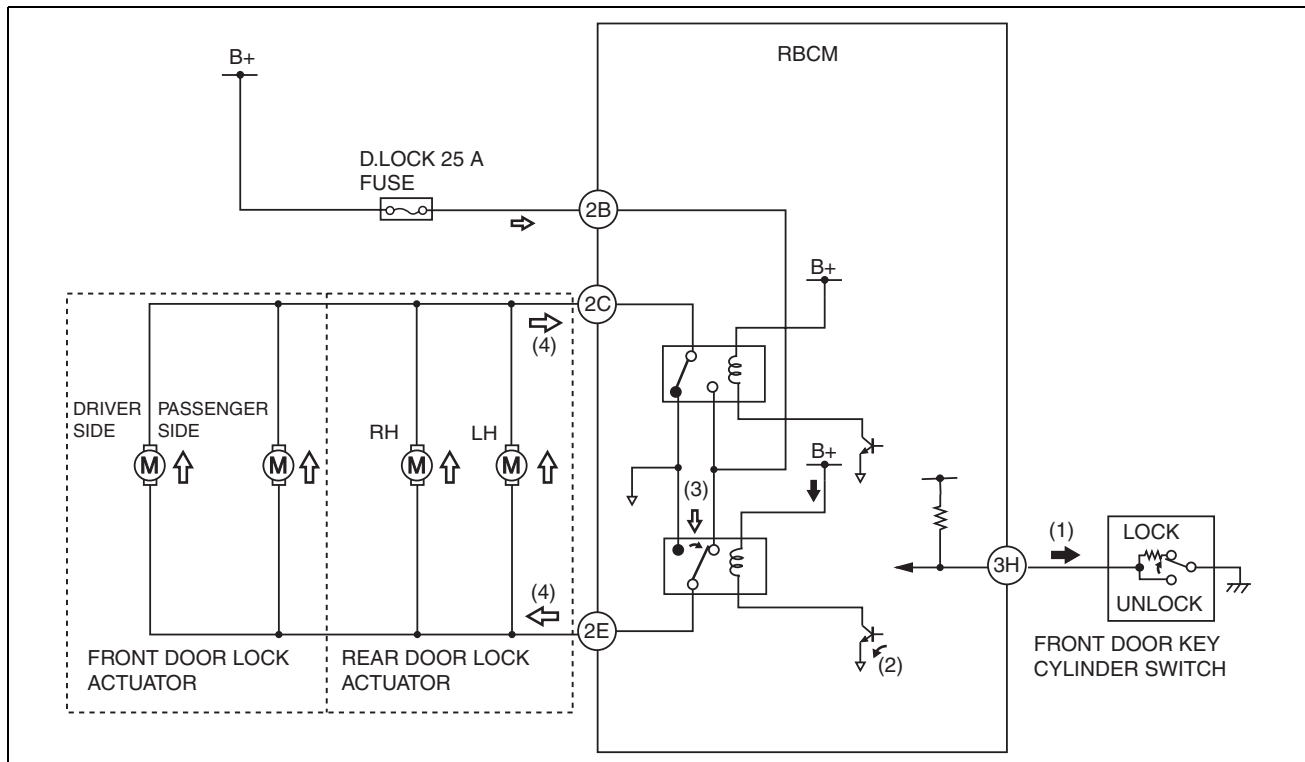 RBCM
B+
D.LOCK 25 A
FUSE
2B
B+
2C
(4)
DRIVER
SIDE
PASSENGER
SIDE
RH
LH
M
M
M
M
B+
(3)
(1)
LOCK
3H
UNLOCK
(4)
2E
(2)
FRONT DOOR LOCK
ACTUATOR
REAR DOOR LOCK
ACTUATOR
FRONT DOOR KEY
CYLINDER SWITCH